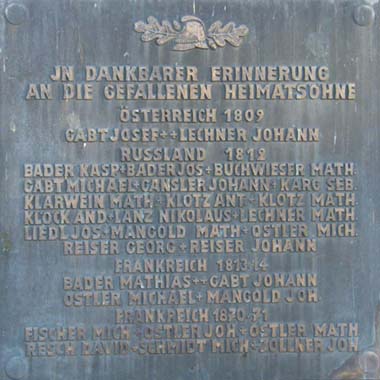 JN DANKBARER ERINNERUNG
AN DIE GEFALLENEN HEIMATSÖHNE
ÖSTERREICH 1809
GABT JOSEF++LECHNER JOHANN
RUSSLAND 1812
BADER KASP+BADER JOS+BUCHWIESER MATH.
GABT MICHAEL+GANSLER JOHANN+KARG SEB.
KLARWEIN MATH+KLOTZ ANT+KLOTZ MATH.
KLOCK AND+LANZ NIKOLAUS+LECHNER MATH.
LIEDL JOS+MANGOLD MATH+OSTLER MICH.
REISER GEORG+REISER JOHANN
FRANKREICH 1813-14
BADER MATHIAS++GABT JOHANN
OSTLER MICHAEL+MANGOLD JOH.
FRANKREICH 1870-71
FISCHER MICH+OSTLER JOH+OSTLER MATH
RESCH DAVID+SCHMIDT MICH+ZOLLNER JOH